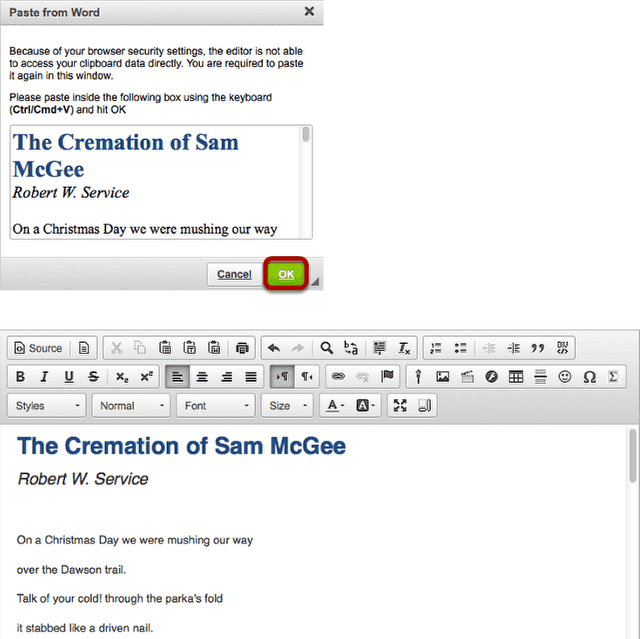 Paste from Word
Because of your browser security settings, the editor is not able
to access your clipboard data directly. You are required to paste
it again in this window.
Please paste inside the following box using the keyboard
(Ctrl/Cmd+V) and hit OK
The Cremation of Sam
McGee
Robert W. Service
On a Christmas Day we were mushing our way
Cancel OK
Source
B I U S x₂ x² Ω Σ
Styles Normal Font Size A A
The Cremation of Sam McGee
Robert W. Service
On a Christmas Day we were mushing our way
over the Dawson trail.
Talk of your cold! through the parka's fold
it stabbed like a driven nail.